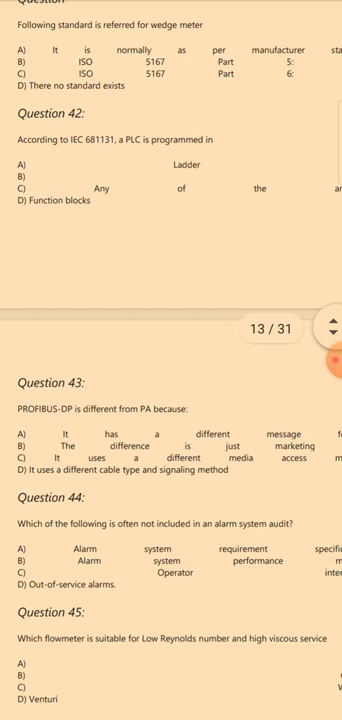 Question
Following standard is referred for wedge meter
A) It is normally as per manufacturer sta
B) ISO 5167 Part 5:
C) ISO 5167 Part 6:
D) There no standard exists
Question 42:
According to IEC 681131, a PLC is programmed in
A) Ladder
B)
C) Any of the ar
D) Function blocks
13 / 31
Question 43:
PROFIBUS-DP is different from PA because:
A) It has a different message fo
B) The difference is just marketing
C) It uses a different media access m
D) It uses a different cable type and signaling method
Question 44:
Which of the following is often not included in an alarm system audit?
A) Alarm system requirement specific
B) Alarm system performance m
C) Operator inter
D) Out-of-service alarms.
Question 45:
Which flowmeter is suitable for Low Reynolds number and high viscous service
A)
B)
C) V
D) Venturi